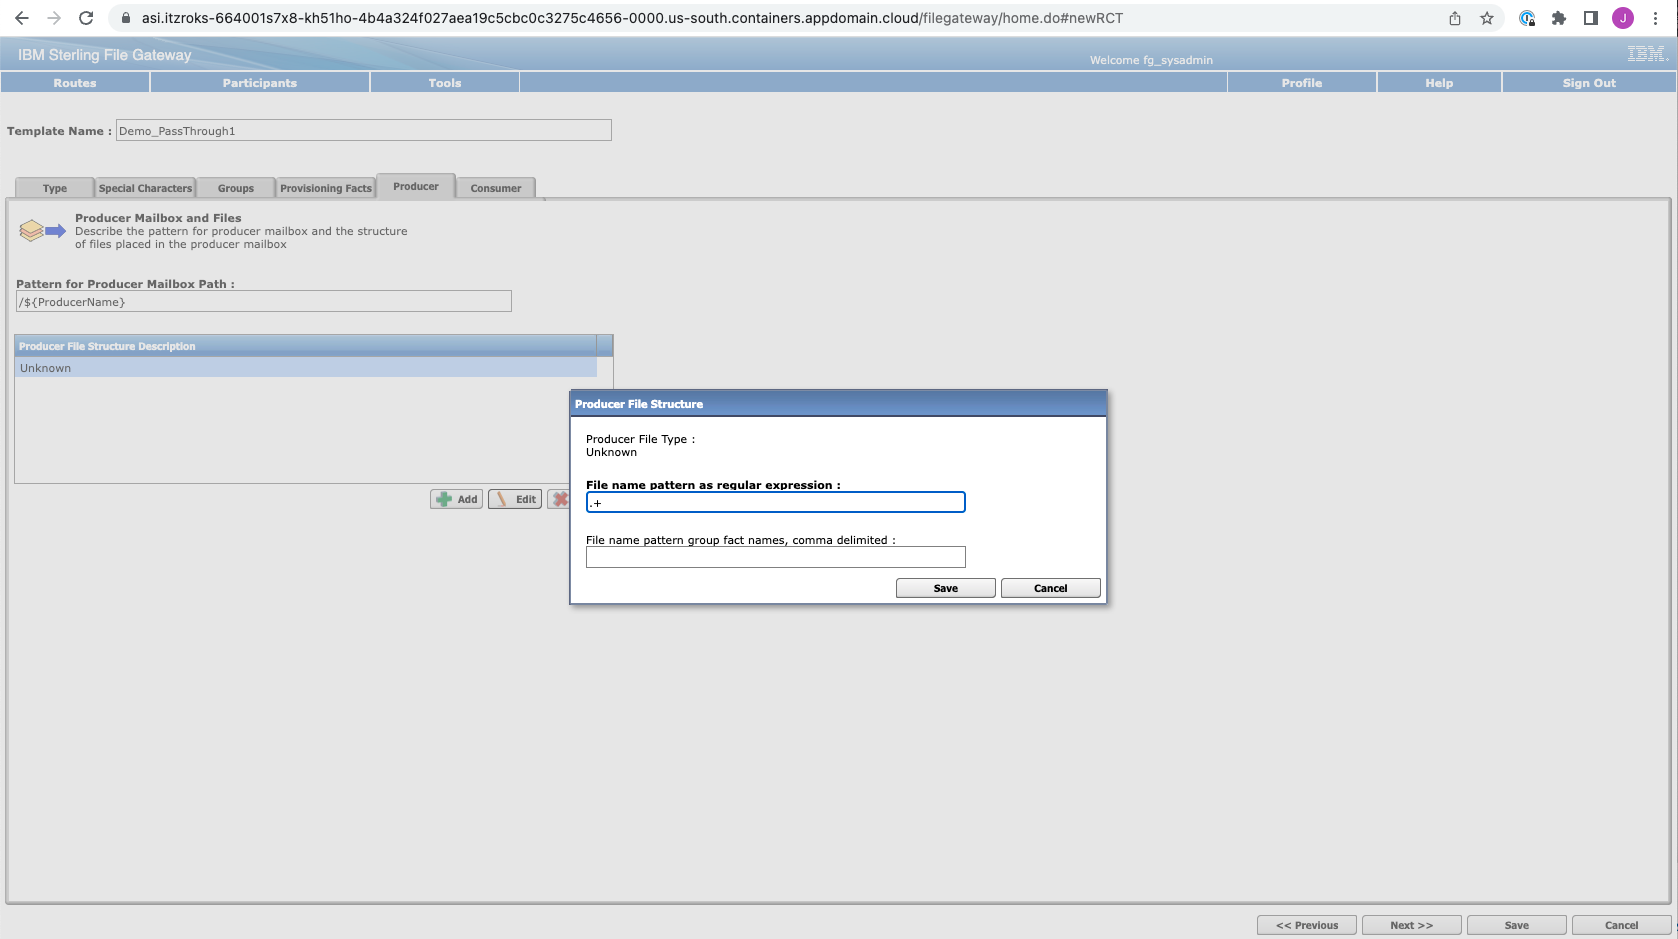 asi.itzroks-664001s7x8-kh51ho-4b4a324f027aea19c5cbc0c3275c4656-0000.us-south.containers.appdomain.cloud/filegateway/home.do#newRCT
J
IBM Sterling File Gateway
Welcome fg_sysadmin
IBM.
Routes Participants Tools Profile Help Sign Out
Template Name : Demo_PassThrough1
Type Special Characters Groups Provisioning Facts Producer Consumer
Producer Mailbox and Files
Describe the pattern for producer mailbox and the structure
of files placed in the producer mailbox
Pattern for Producer Mailbox Path :
/${ProducerName}
Producer File Structure Description
Unknown
Add Edit
Producer File Structure
Producer File Type :
Unknown
File name pattern as regular expression :
.+
File name pattern group fact names, comma delimited :
Save Cancel
<< Previous Next >> Save Cancel